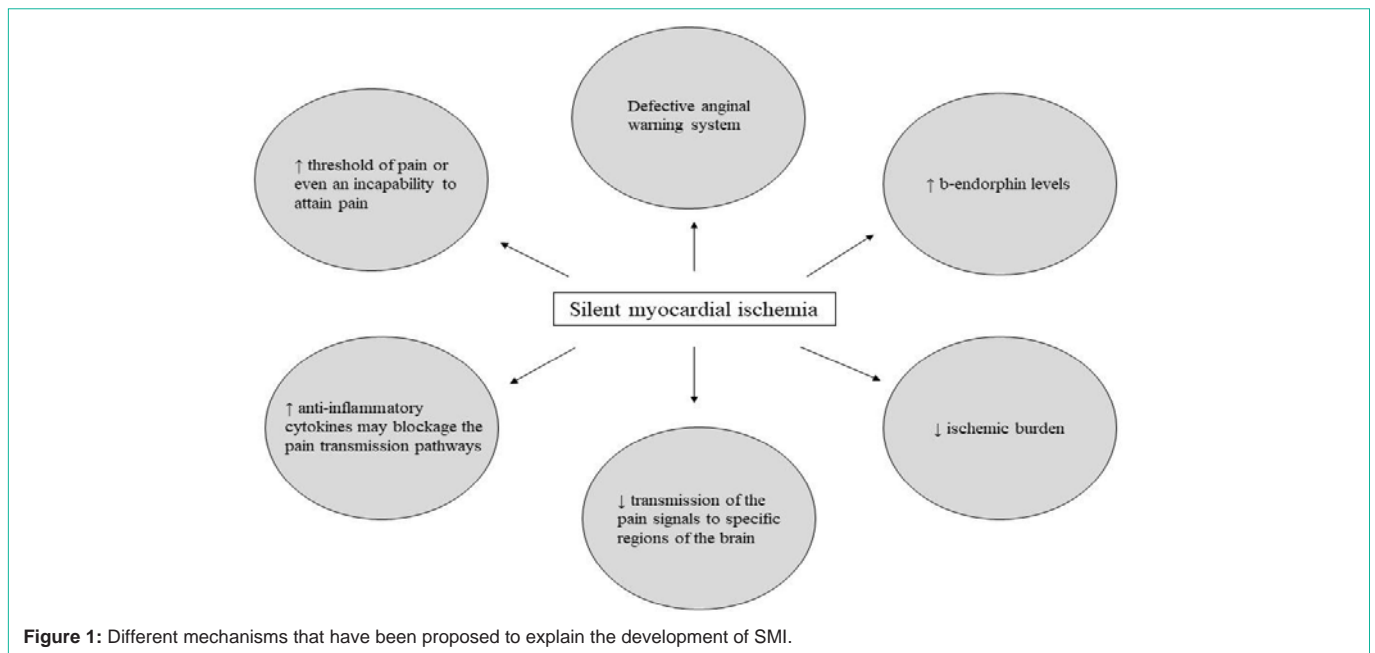 Defective anginal
warning system
↑ threshold of pain or
even an incapability to
attain pain
↑ b-endorphin levels
Silent myocardial ischemia
↑ anti-inflammatory
cytokines may blockage the
pain transmission pathways
↓ ischemic burden
↓ transmission of the
pain signals to specific
regions of the brain
Figure 1: Different mechanisms that have been proposed to explain the development of SMI.